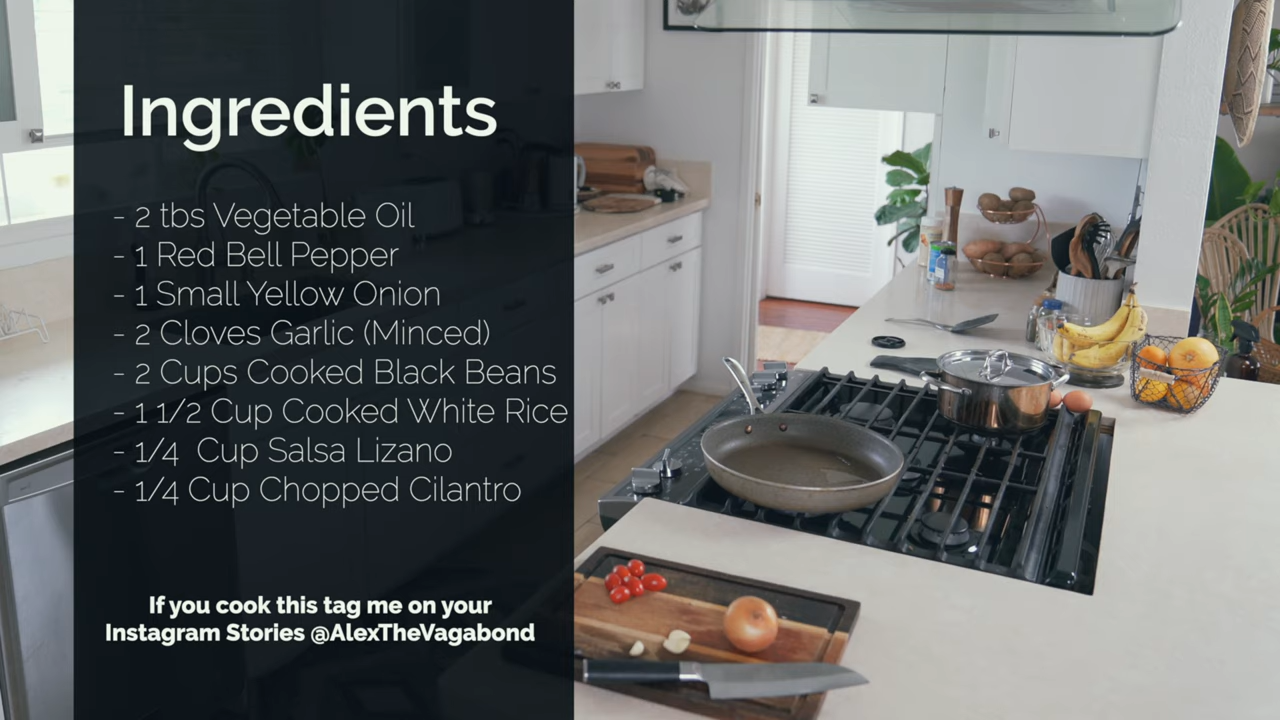 Ingredients
- 2 tbs Vegetable Oil
- 1 Red Bell Pepper
- 1 Small Yellow Onion
- 2 Cloves Garlic (Minced)
- 2 Cups Cooked Black Beans
- 1 1/2 Cup Cooked White Rice
- 1/4 Cup Salsa Lizano
- 1/4 Cup Chopped Cilantro
If you cook this tag me on your
Instagram Stories @AlexTheVagabond